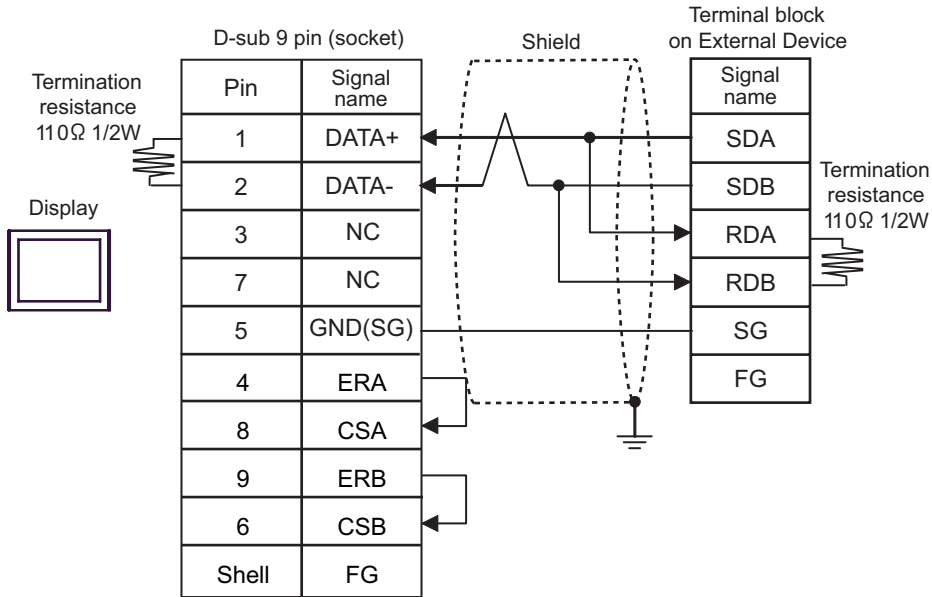 Terminal block
on External Device
D-sub 9 pin (socket)
Shield
Termination
resistance
110Ω 1/2W
Display
Pin Signal name
1 DATA+
2 DATA-
3 NC
7 NC
5 GND(SG)
4 ERA
8 CSA
9 ERB
6 CSB
Shell FG
Signal
name
SDA
SDB
RDA
RDB
SG
FG
Termination
resistance
110Ω 1/2W